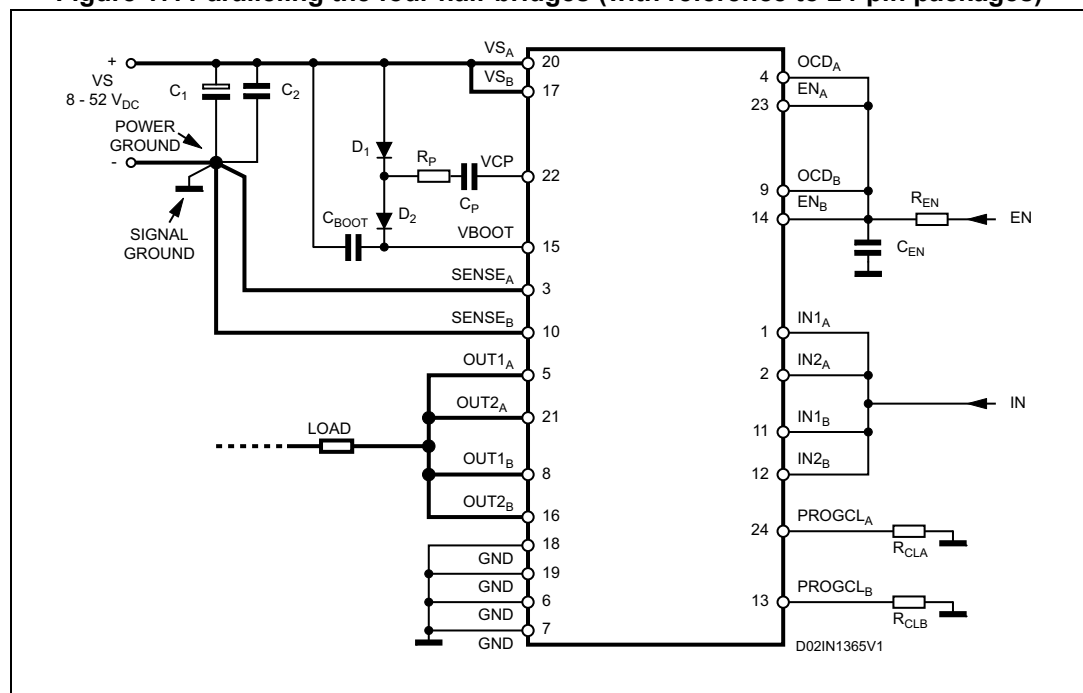 Paralleling the four half-bridges (with reference to 24-pin packages)
+
VS
8 - 52 VDC
C1
C2
POWER
GROUND
-
SIGNAL
GROUND
D1
RP
CP
VCP
22
D2
CBOOT
VBOOT
15
VSA
20
VSB
17
SENSEA
3
SENSEB
10
OUT1A
5
OUT2A
21
LOAD
OUT1B
8
OUT2B
16
18
GND
19
GND
6
GND
7
GND
4
OCDA
23
ENA
9
OCDB
14
ENB
REN
EN
CEN
1
IN1A
2
IN2A
IN
11
IN1B
12
IN2B
24
PROGCLA
RCLA
13
PROGCLB
RCLB
D02IN1365V1